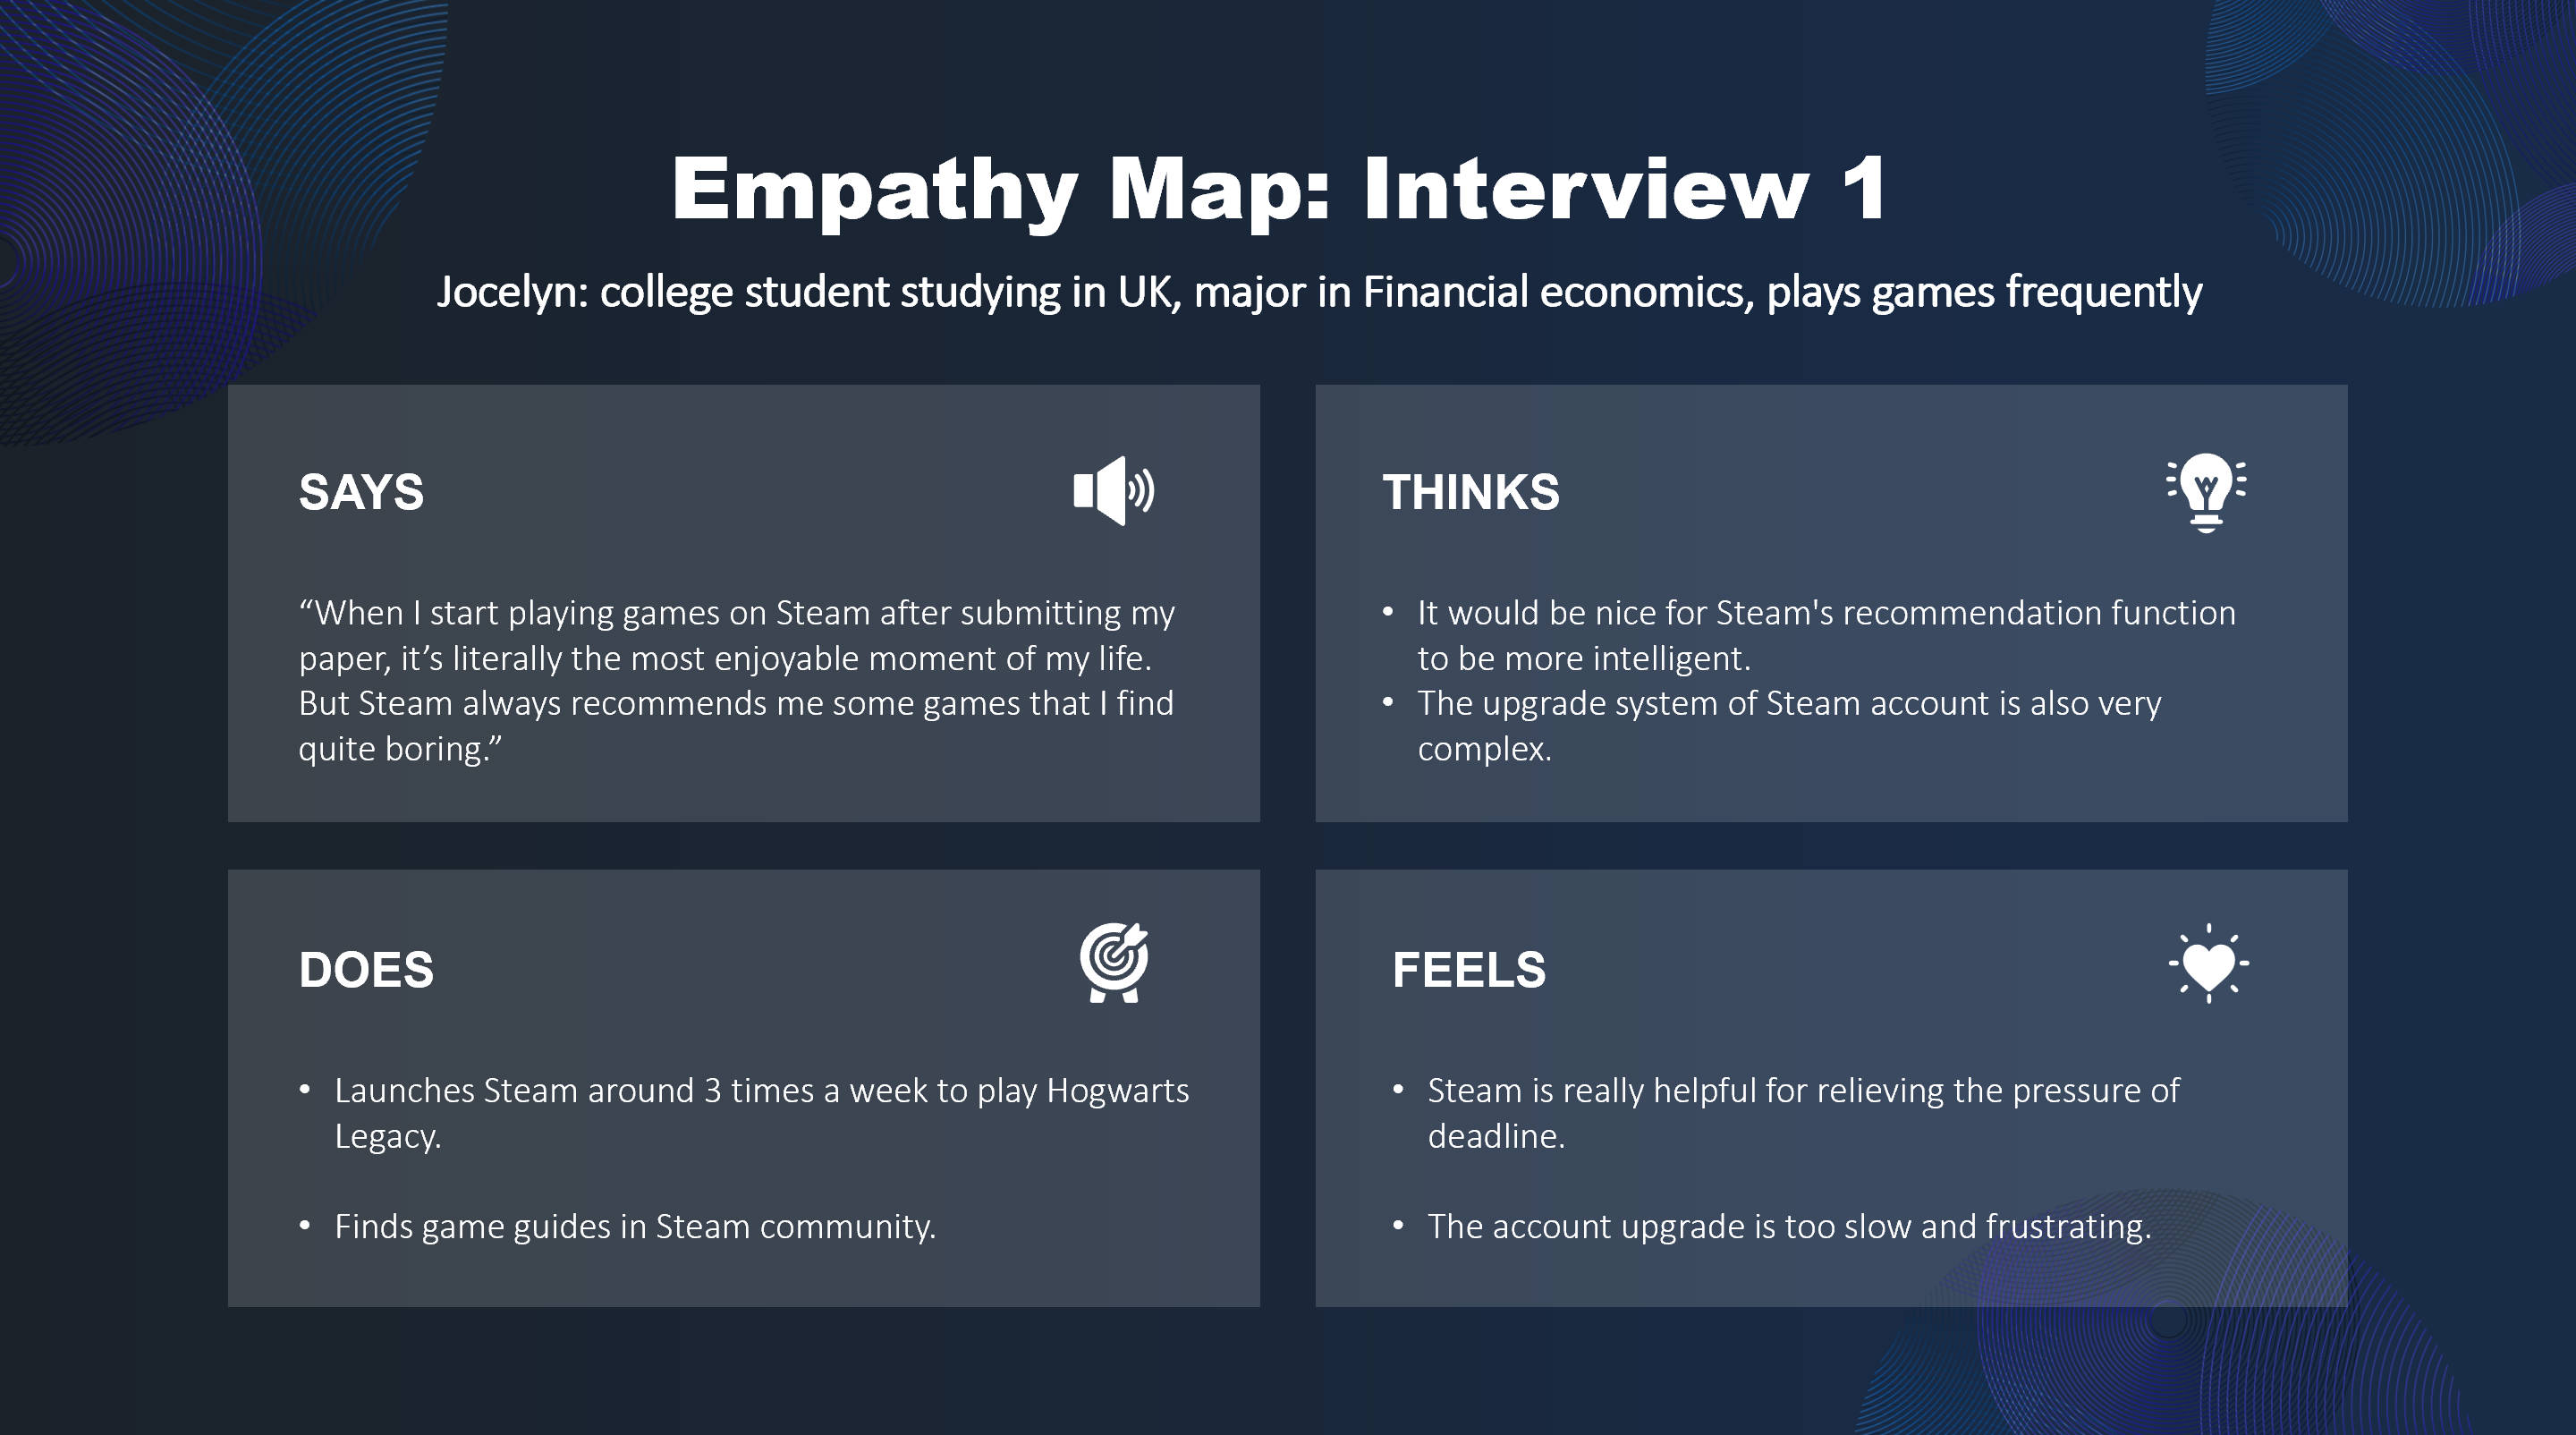 Empathy Map: Interview 1
Jocelyn: college student studying in UK, major in Financial economics, plays games frequently
SAYS
“When I start playing games on Steam after submitting my
paper, it’s literally the most enjoyable moment of my life.
But Steam always recommends me some games that I find
quite boring.”
THINKS
• It would be nice for Steam's recommendation function
to be more intelligent.
• The upgrade system of Steam account is also very
complex.
DOES
• Launches Steam around 3 times a week to play Hogwarts
Legacy.
• Finds game guides in Steam community.
FEELS
• Steam is really helpful for relieving the pressure of
deadline.
• The account upgrade is too slow and frustrating.